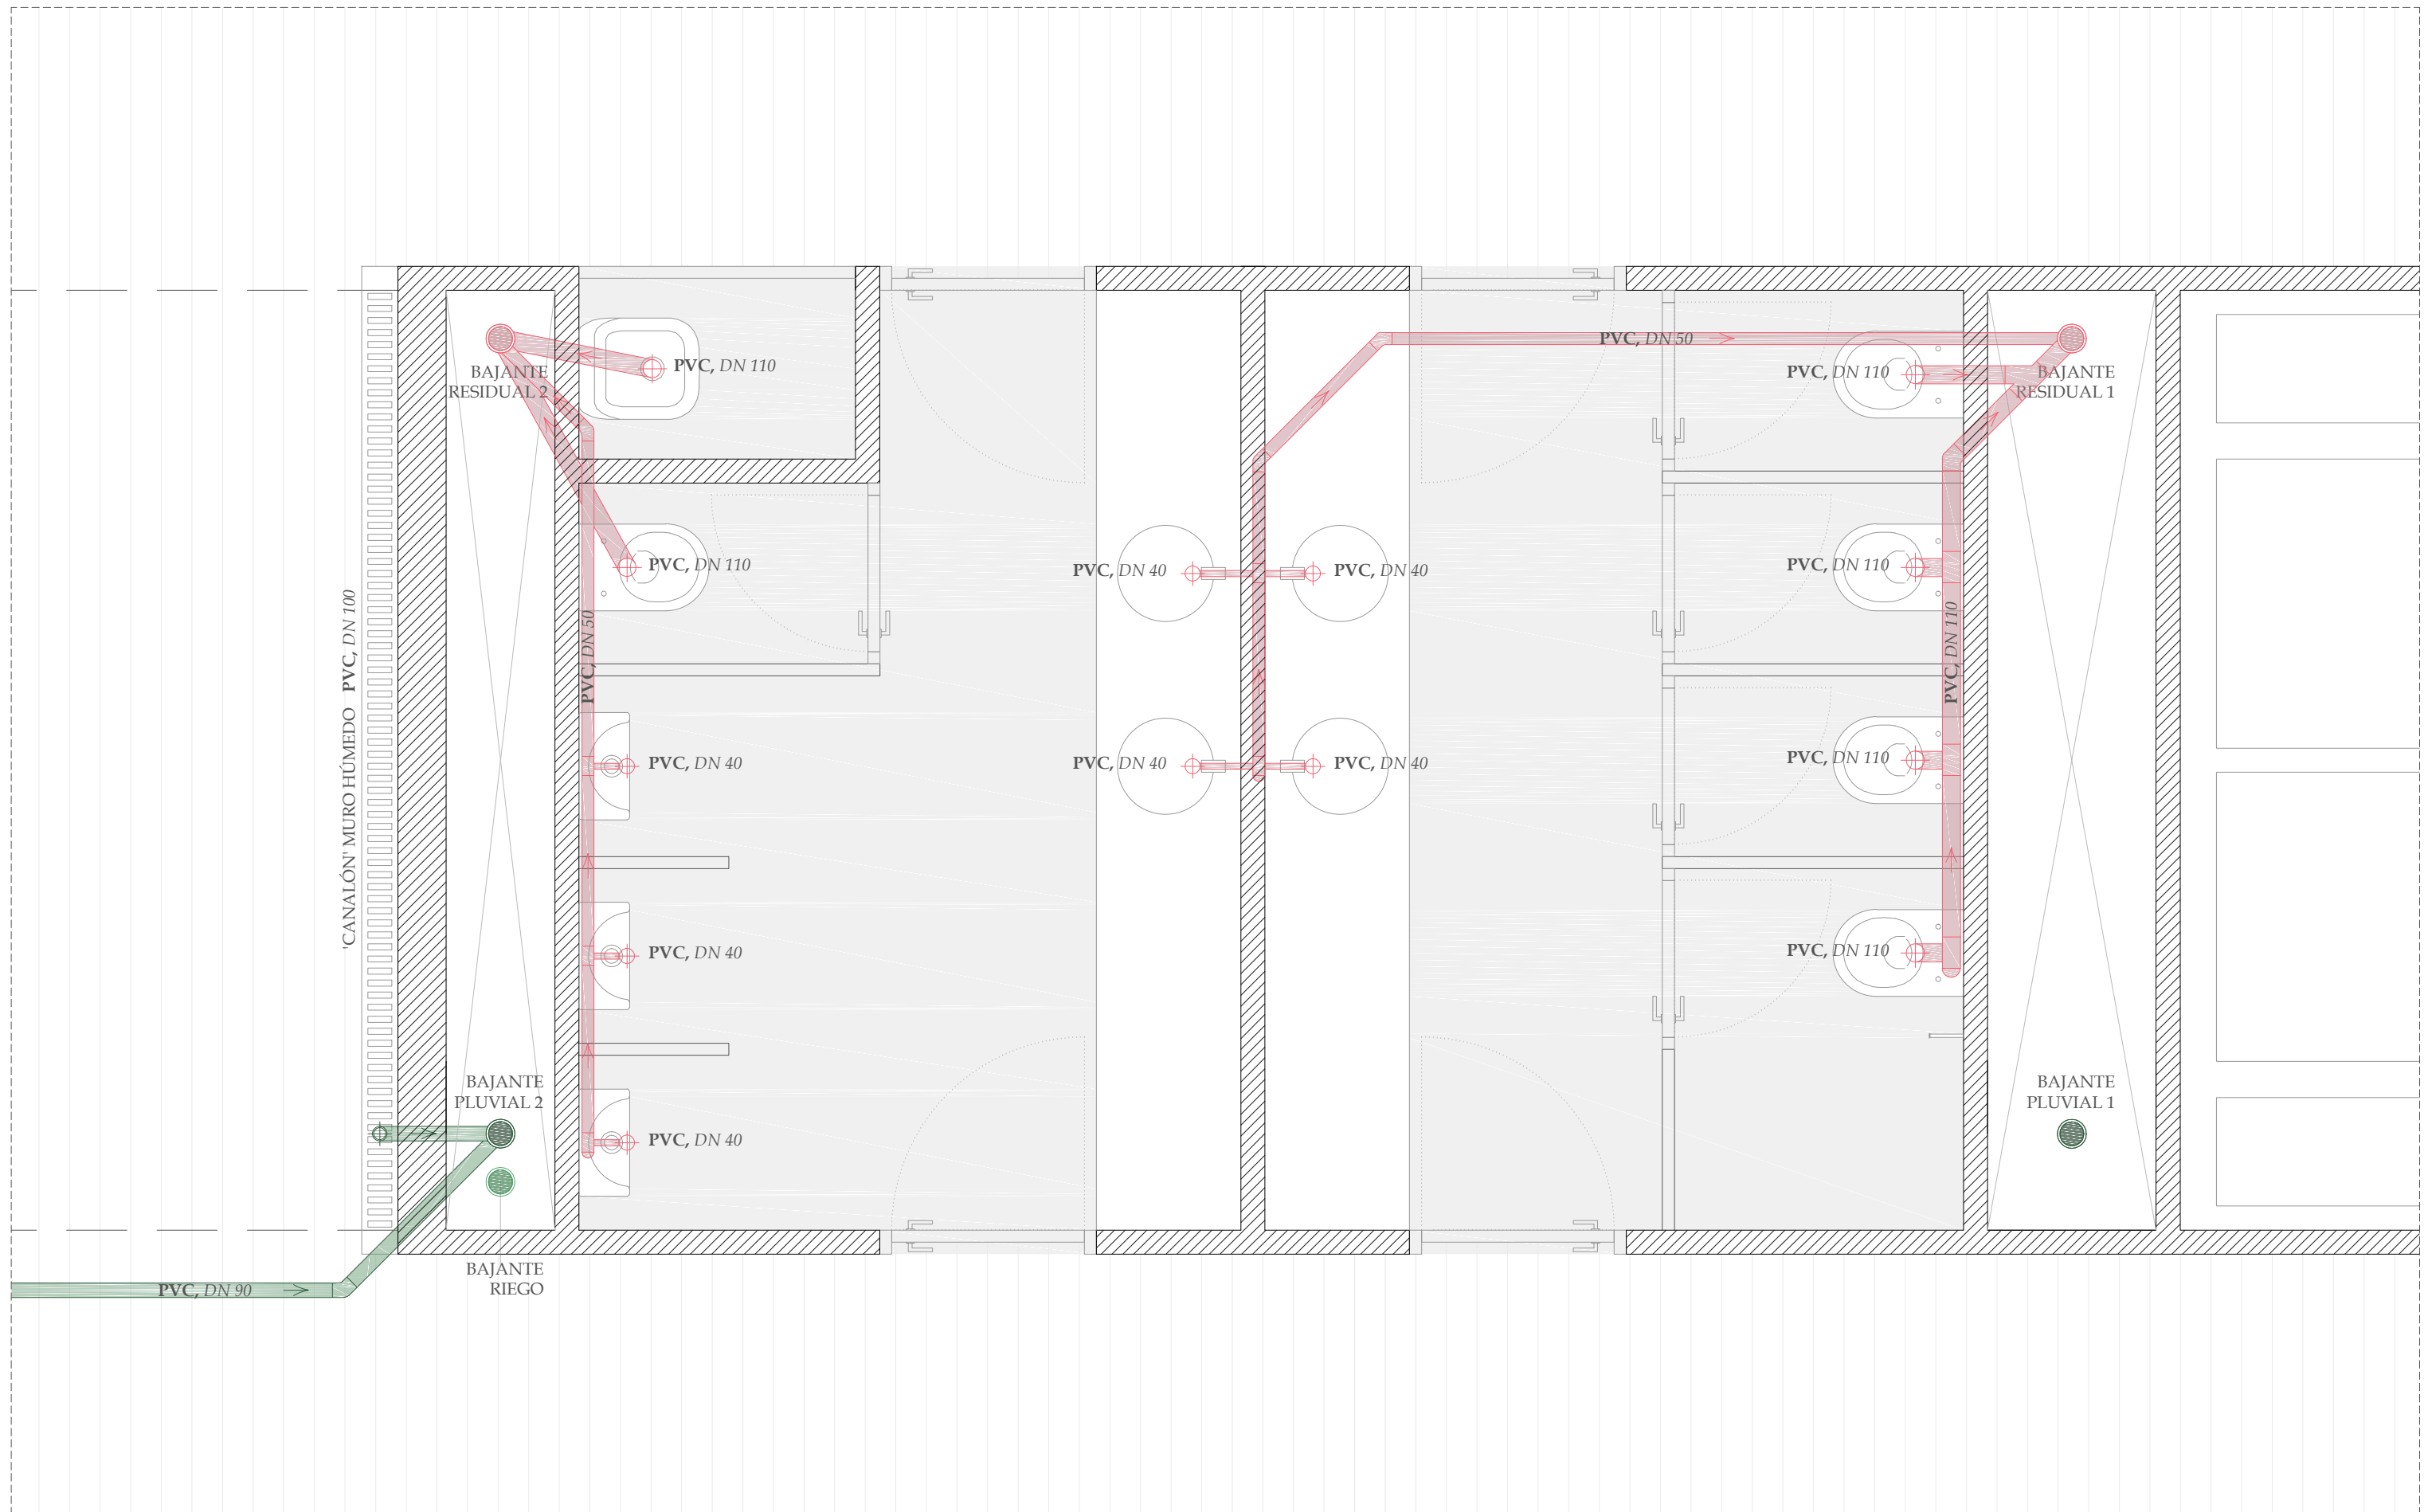 PVC, DN 50
BAJANTE
RESIDUAL 2
PVC, DN 110
PVC, DN 110
BAJANTE
RESIDUAL 1
PVC, DN 110
PVC, DN 40
PVC, DN 40
PVC, DN 110
'CANALÓN' MURO HÚMEDO PVC, DN 100
PVC, DN 50
PVC, DN 110
PVC, DN 40
PVC, DN 40
PVC, DN 40
PVC, DN 110
PVC, DN 40
PVC, DN 110
BAJANTE
PLUVIAL 2
BAJANTE
PLUVIAL 1
PVC, DN 40
BAJANTE
RIEGO
PVC, DN 90